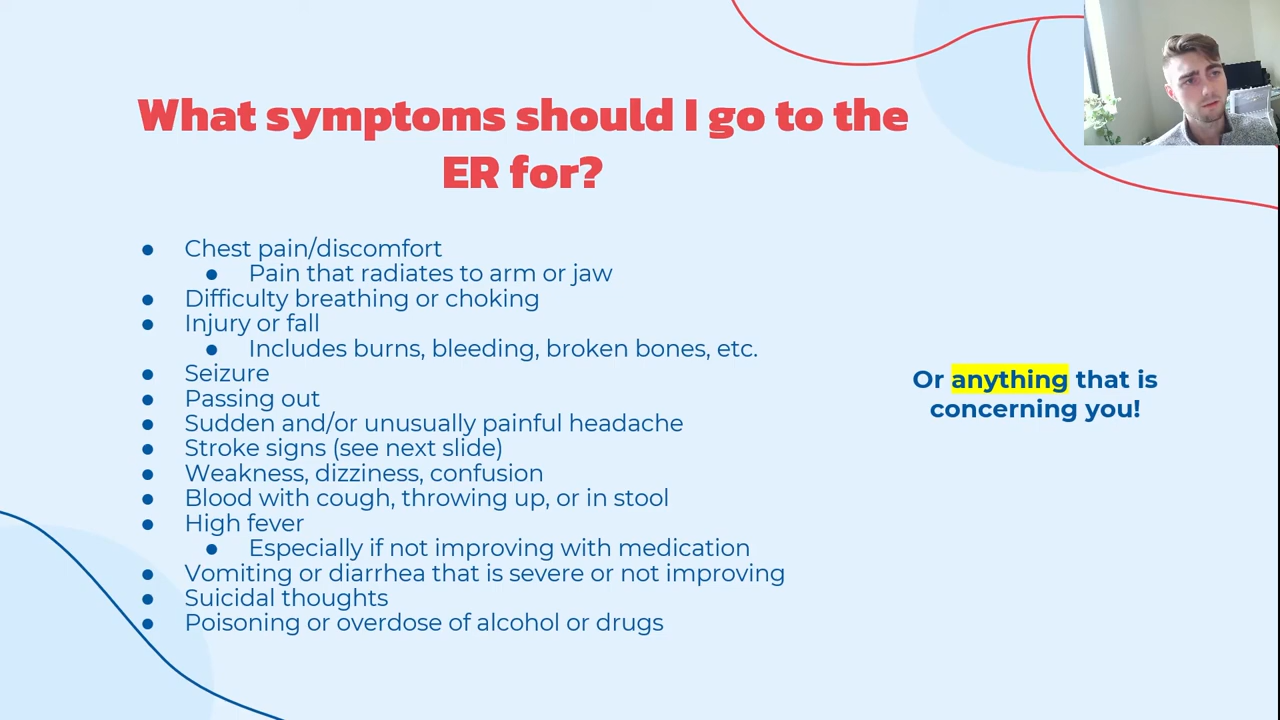 What symptoms should I go to the
ER for?
● Chest pain/discomfort
● Pain that radiates to arm or jaw
● Difficulty breathing or choking
● Injury or fall
● Includes burns, bleeding, broken bones, etc.
● Seizure
● Passing out
● Sudden and/or unusually painful headache
● Stroke signs (see next slide)
● Weakness, dizziness, confusion
● Blood with cough, throwing up, or in stool
● High fever
● Especially if not improving with medication
● Vomiting or diarrhea that is severe or not improving
● Suicidal thoughts
● Poisoning or overdose of alcohol or drugs
Or anything that is
concerning you!